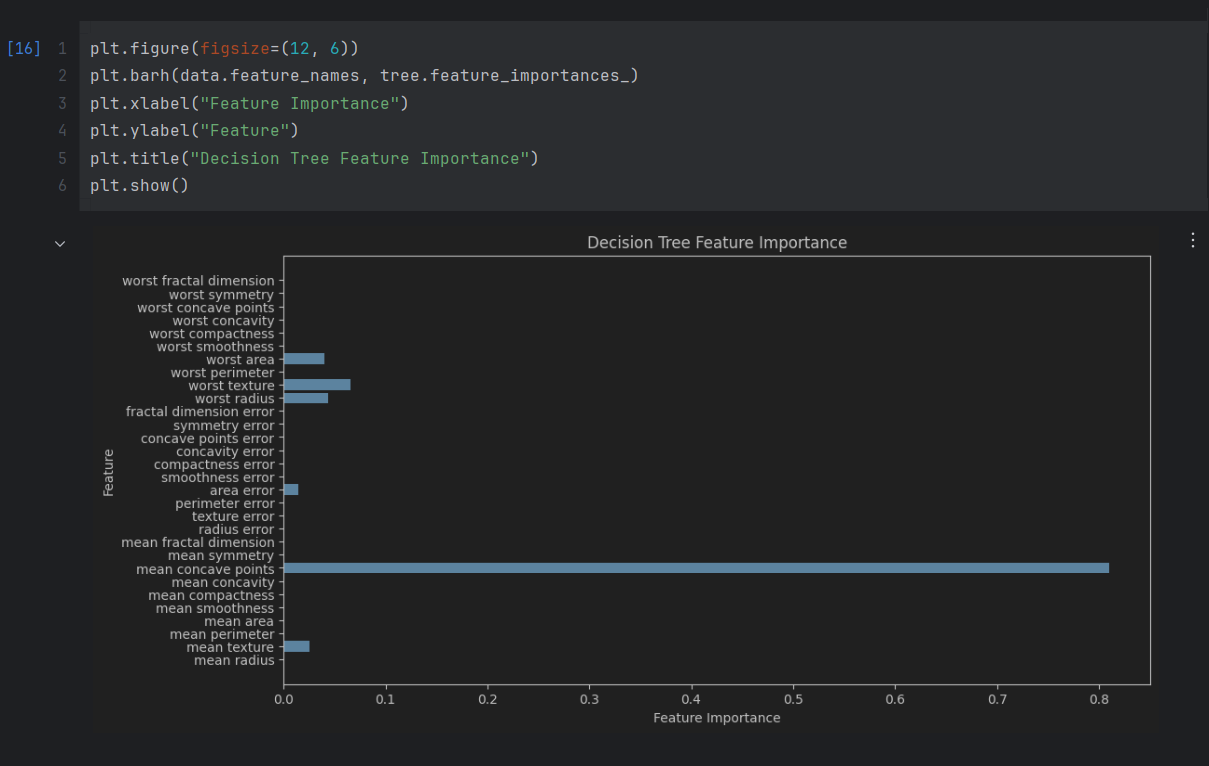 [16] 1 plt.figure(figsize=(12, 6))
2 plt.barh(data.feature_names, tree.feature_importances_)
3 plt.xlabel("Feature Importance")
4 plt.ylabel("Feature")
5 plt.title("Decision Tree Feature Importance")
6 plt.show()
Decision Tree Feature Importance
worst fractal dimension
worst symmetry
worst concave points
worst concavity
worst compactness
worst smoothness
worst area
worst perimeter
worst texture
worst radius
fractal dimension error
symmetry error
concave points error
concavity error
compactness error
smoothness error
area error
perimeter error
texture error
radius error
mean fractal dimension
mean symmetry
mean concave points
mean concavity
mean compactness
mean smoothness
mean area
mean perimeter
mean texture
mean radius
Feature
0.0 0.1 0.2 0.3 0.4 0.5 0.6 0.7 0.8
Feature Importance